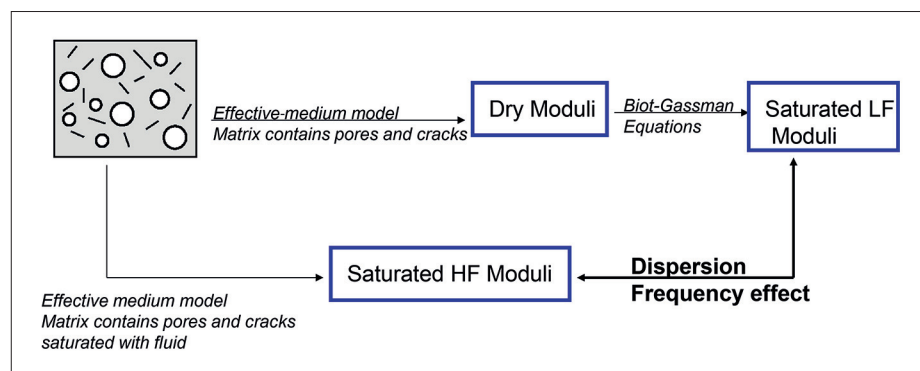 Effective-medium model
Matrix contains pores and cracks
Dry Moduli
Biot-Gassman
Equations
Saturated LF
Moduli
Saturated HF Moduli
Dispersion
Frequency effect
Effective medium model
Matrix contains pores and cracks
saturated with fluid